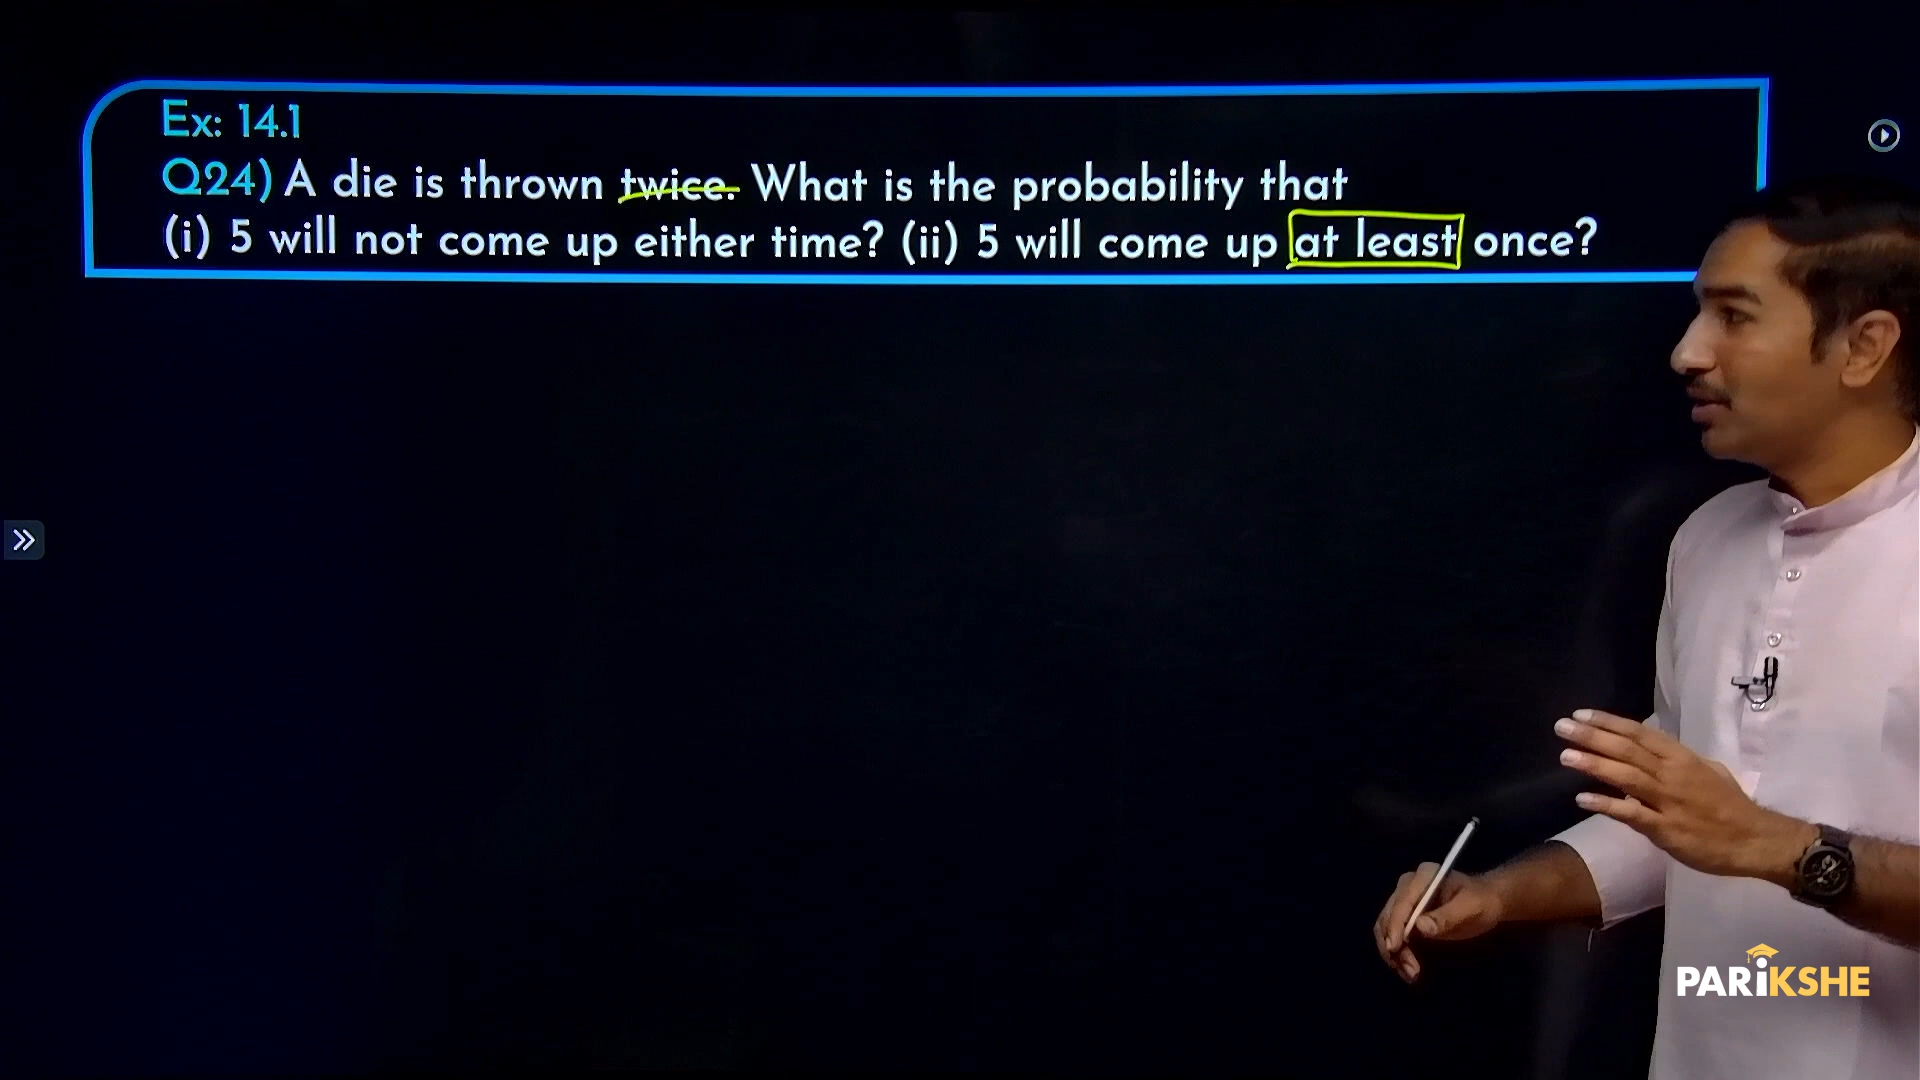 Ex: 14.1
Q24) A die is thrown twice. What is the probability that
(i) 5 will not come up either time? (ii) 5 will come up at least once?
PARiKSHE